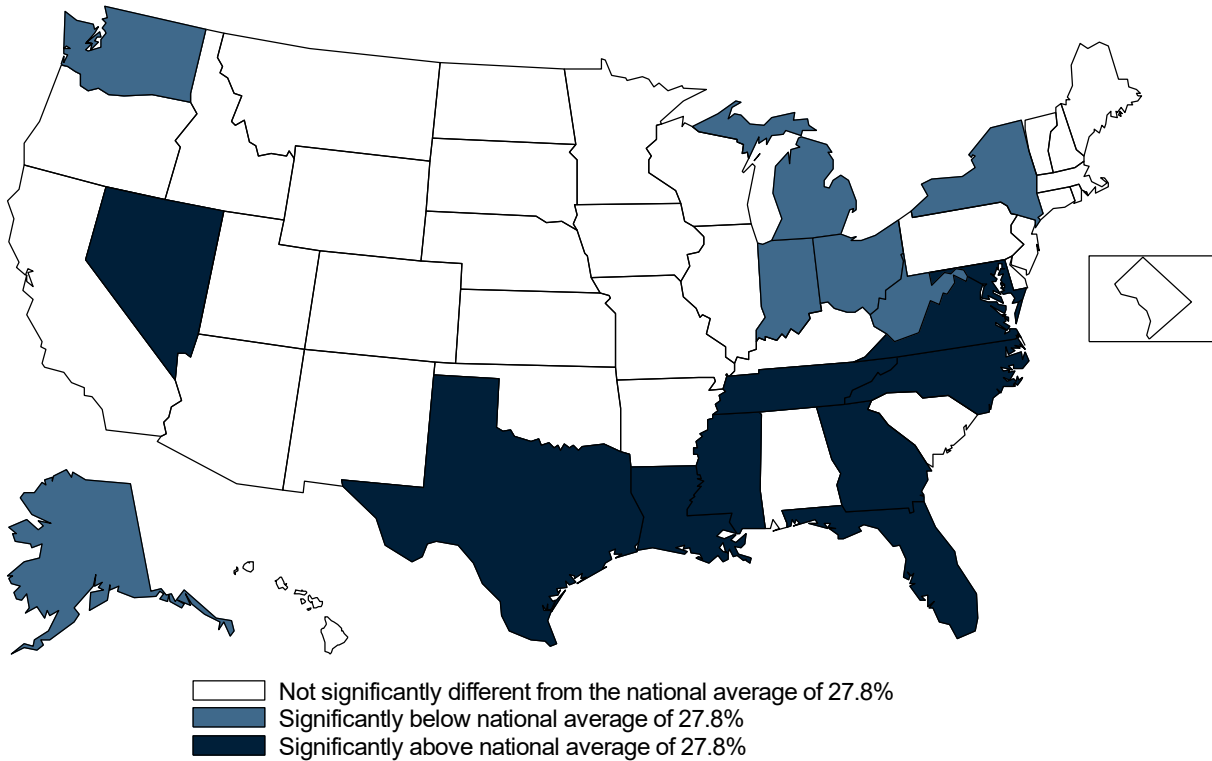 Not significantly different from the national average of 27.8%
Significantly below national average of 27.8%
Significantly above national average of 27.8%